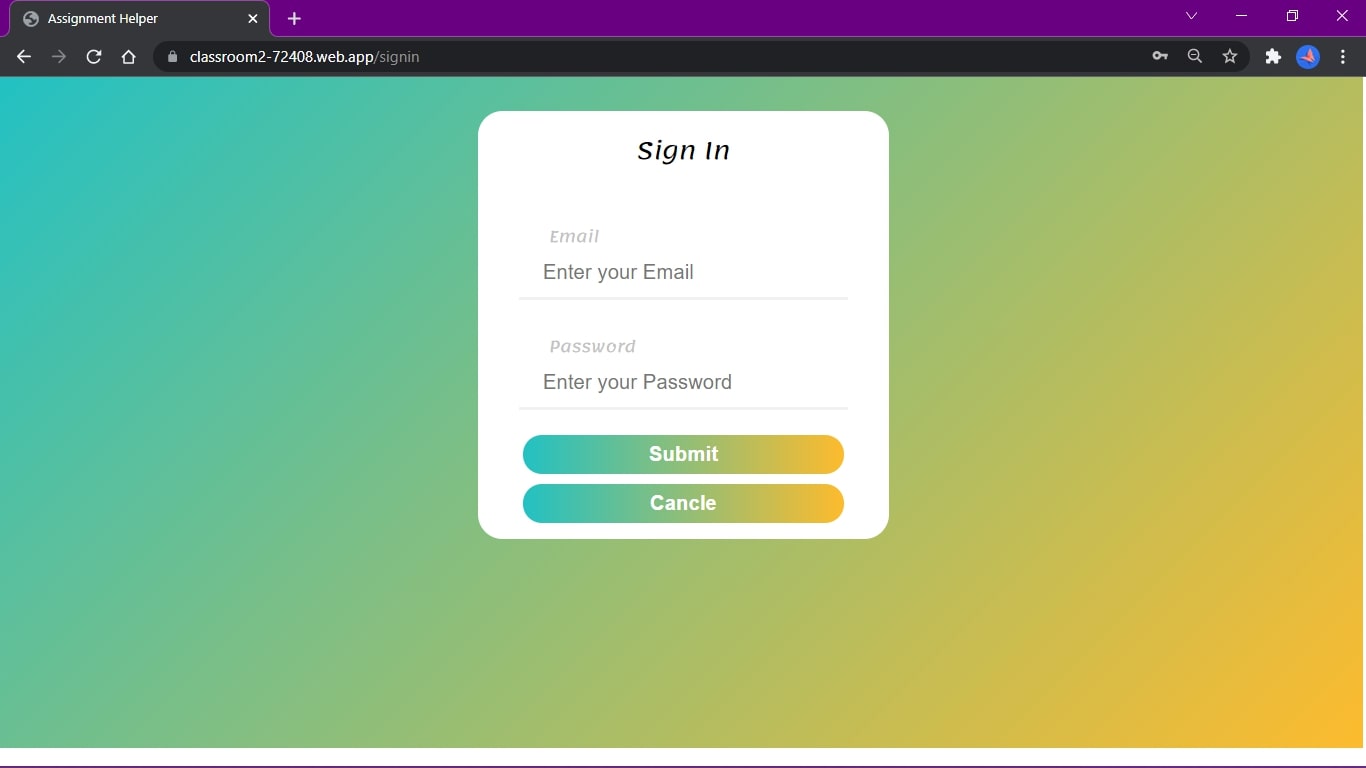 Assignment Helper
classroom2-72408.web.app/signin
Sign In
Email
Enter your Email
Password
Enter your Password
Submit
Cancle